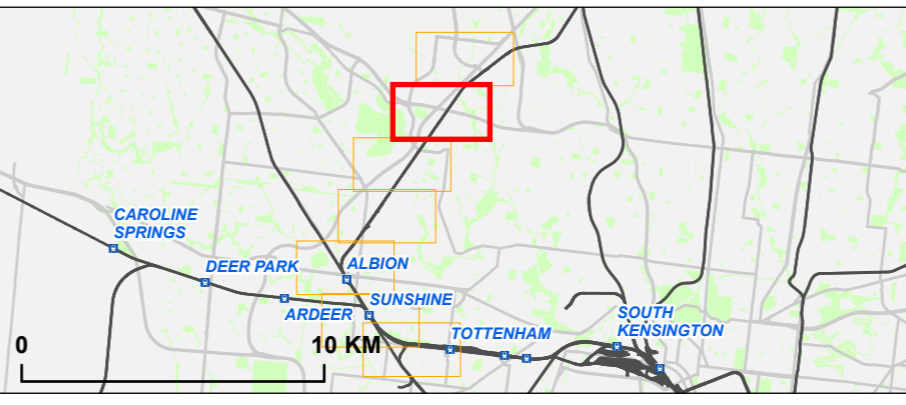 CAROLINE
SPRINGS
DEER PARK
ALBION
ARDEER
SUNSHINE
TOTTENHAM
SOUTH
KENSINGTON
0
10 KM